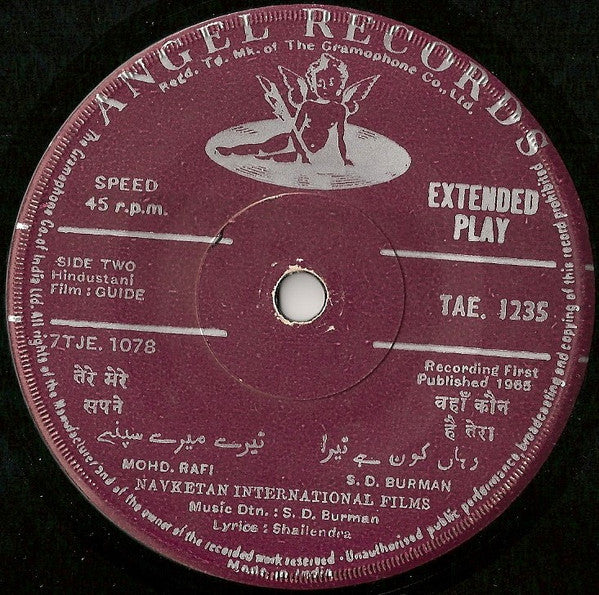 ANGEL RECORDS
Regd. Td. Mk. of The Gramophone Co., Ltd.
SPEED
45 r.p.m.
EXTENDED
PLAY
SIDE TWO
Hindustani
Film : GUIDE
TAE. 1235
7TJE. 1078
Recording First
Published 1965
तेरे मेरे
सपने
वहाँ कौन
है तेरा
تیرے میرے سپنے
وہاں کون ہے تیرا
MOHD. RAFI
S. D. BURMAN
NAVKETAN INTERNATIONAL FILMS
Music Dtn. : S. D. Burman
Lyrics : Shailendra
The Gramophone Co. of India Ltd. All rights of the Manufacturer and of the owner of the recorded work reserved - Unauthorised public performance, broadcasting and copying of this record prohibited
Made in India